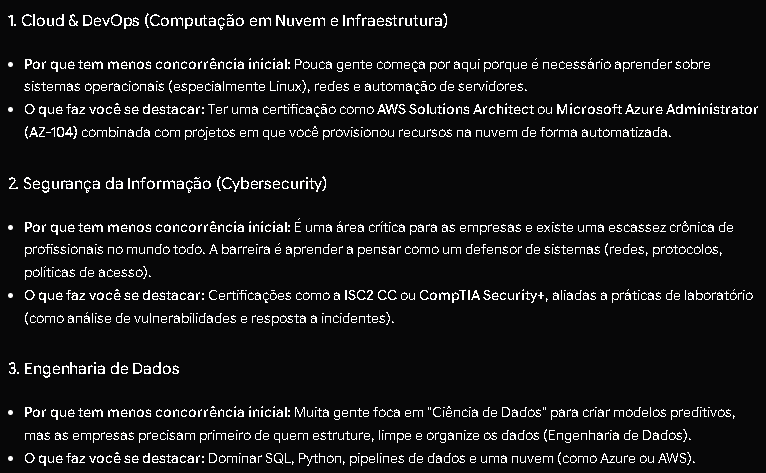 1. Cloud & DevOps (Computação em Nuvem e Infraestrutura)
• Por que tem menos concorrência inicial: Pouca gente começa por aqui porque é necessário aprender sobre
sistemas operacionais (especialmente Linux), redes e automação de servidores.
• O que faz você se destacar: Ter uma certificação como AWS Solutions Architect ou Microsoft Azure Administrator
(AZ-104) combinada com projetos em que você provisionou recursos na nuvem de forma automatizada.
2. Segurança da Informação (Cybersecurity)
• Por que tem menos concorrência inicial: É uma área crítica para as empresas e existe uma escassez crônica de
profissionais no mundo todo. A barreira é aprender a pensar como um defensor de sistemas (redes, protocolos,
políticas de acesso).
• O que faz você se destacar: Certificações como a ISC2 CC ou CompTIA Security+, aliadas a práticas de laboratório
(como análise de vulnerabilidades e resposta a incidentes).
3. Engenharia de Dados
• Por que tem menos concorrência inicial: Muita gente foca em "Ciência de Dados" para criar modelos preditivos,
mas as empresas precisam primeiro de quem estruture, limpe e organize os dados (Engenharia de Dados).
• O que faz você se destacar: Dominar SQL, Python, pipelines de dados e uma nuvem (como Azure ou AWS).